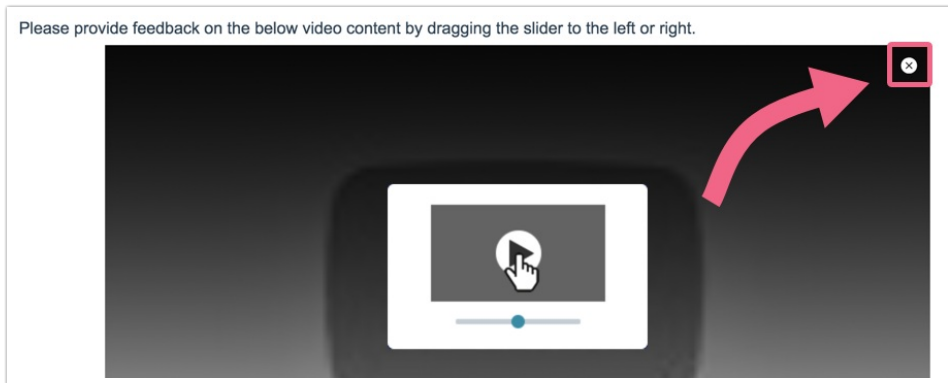 Please provide feedback on the below video content by dragging the slider to the left or right.